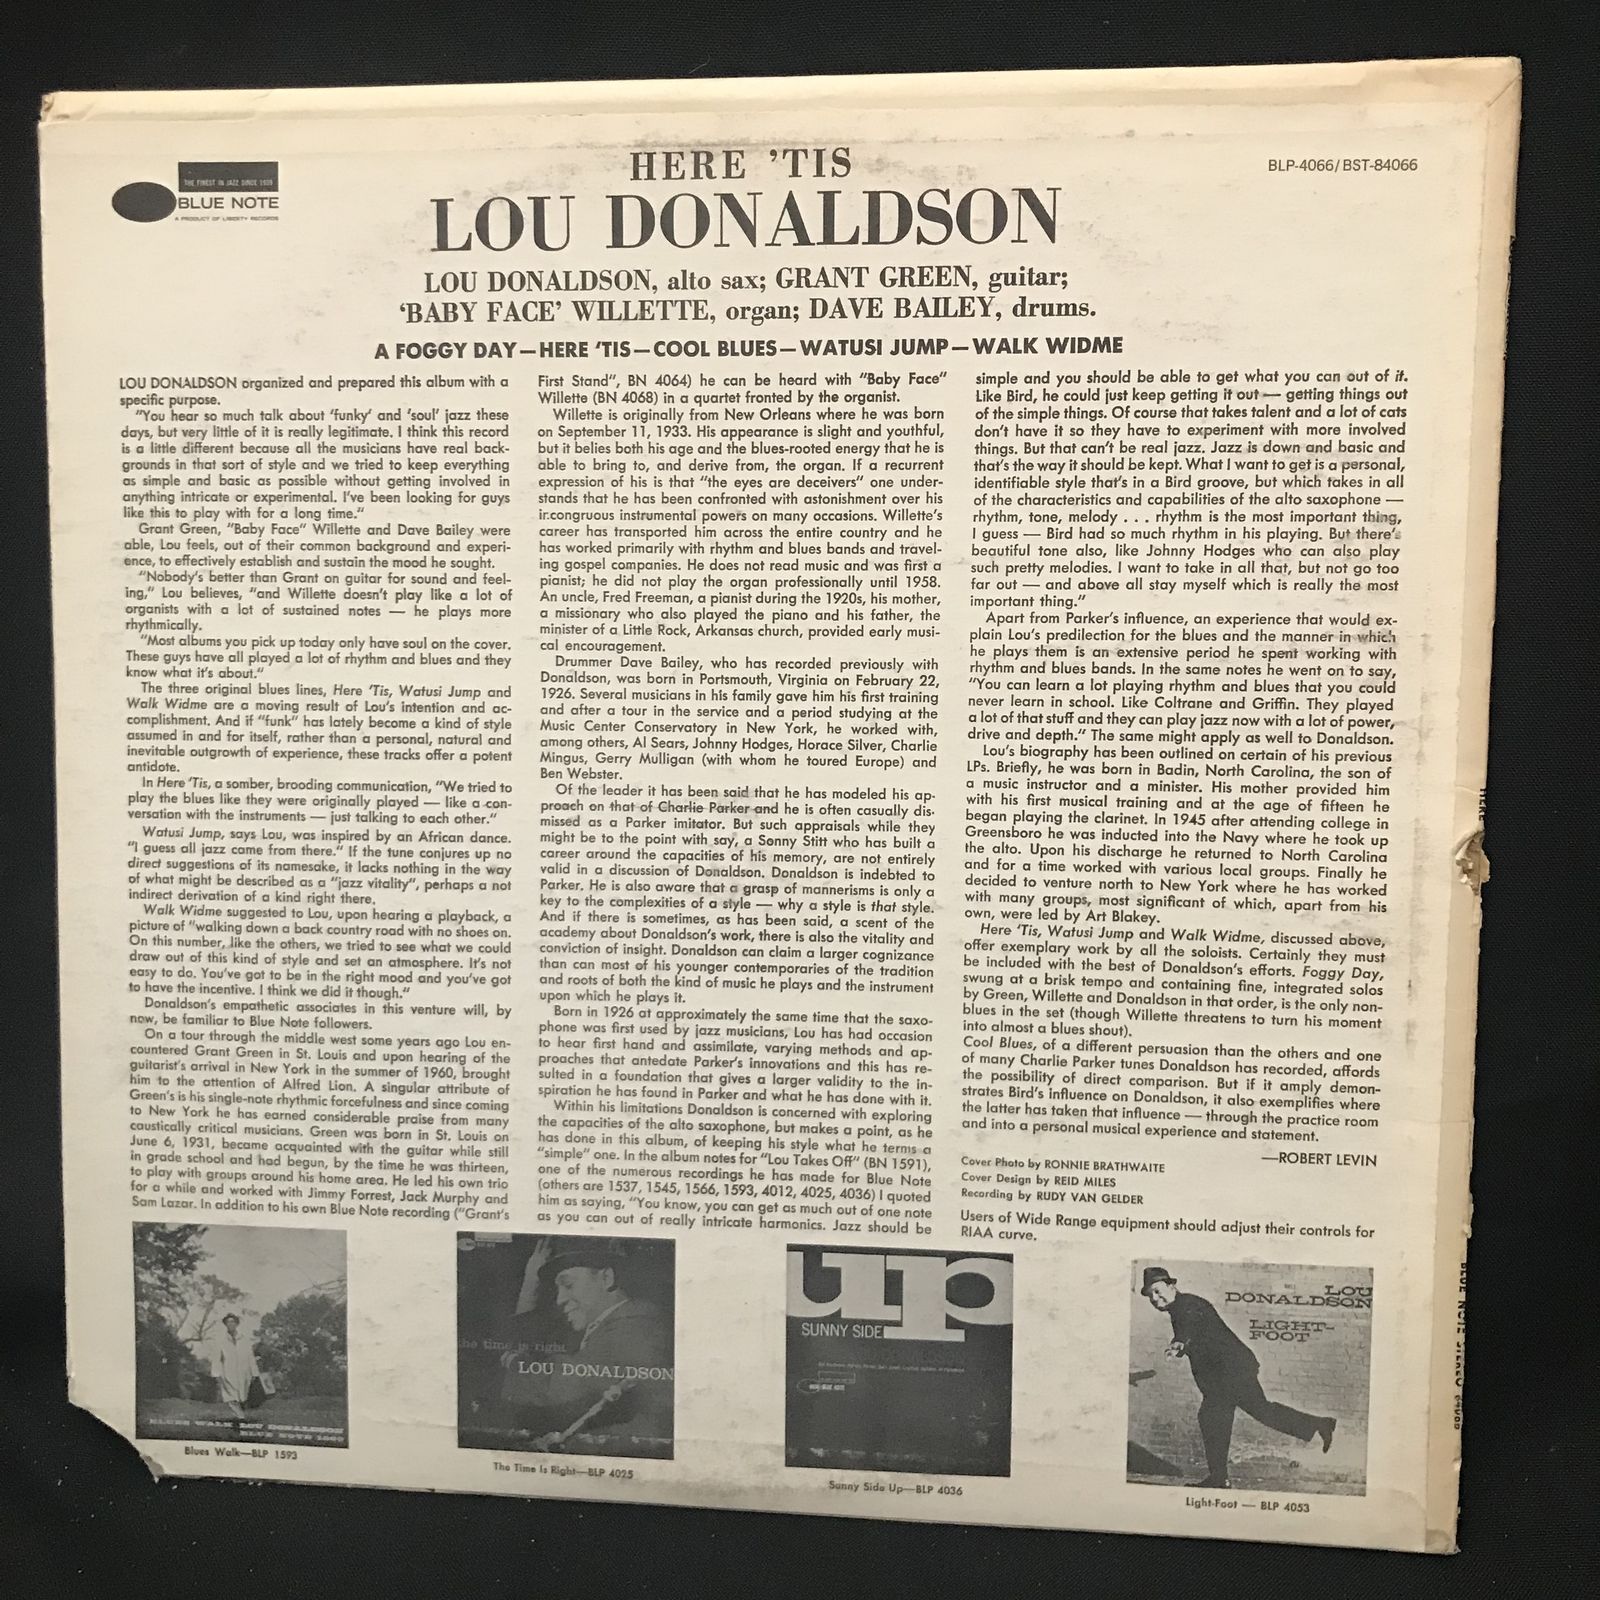 THE FINEST IN JAZZ SINCE 1939
BLUE NOTE
A PRODUCT OF LIBERTY RECORDS
HERE 'TIS
LOU DONALDSON
BLP-4066/BST-84066
LOU DONALDSON, alto sax; GRANT GREEN, guitar;
'BABY FACE' WILLETTE, organ; DAVE BAILEY, drums.
A FOGGY DAY—HERE 'TIS—COOL BLUES—WATUSI JUMP—WALK WIDME
LOU DONALDSON organized and prepared this album with a
specific purpose.
"You hear so much talk about 'funky' and 'soul' jazz these
days, but very little of it is really legitimate. I think this record
is a little different because all the musicians have real back-
grounds in that sort of style and we tried to keep everything
as simple and basic as possible without getting involved in
anything intricate or experimental. I've been looking for guys
like this to play with for a long time."
Grant Green, "Baby Face" Willette and Dave Bailey were
able, Lou feels, out of their common background and experi-
ence, to effectively establish and sustain the mood he sought.
"Nobody's better than Grant on guitar for sound and feel-
ing," Lou believes, "and Willette doesn't play like a lot of
organists with a lot of sustained notes — he plays more
rhythmically.
"Most albums you pick up today only have soul on the cover.
These guys have all played a lot of rhythm and blues and they
know what it's about."
The three original blues lines, Here 'Tis, Watusi Jump and
Walk Widme are a moving result of Lou's intention and ac-
complishment. And if "funk" has lately become a kind of style
assumed in and for itself, rather than a personal, natural and
inevitable outgrowth of experience, these tracks offer a potent
antidote.
In Here 'Tis, a somber, brooding communication, "We tried to
play the blues like they were originally played — like a con-
versation with the instruments — just talking to each other."
Watusi Jump, says Lou, was inspired by an African dance.
"I guess all jazz came from there." If the tune conjures up no
direct suggestions of its namesake, it lacks nothing in the way
of what might be described as a "jazz vitality", perhaps a not
indirect derivation of a kind right there.
Walk Widme suggested to Lou, upon hearing a playback, a
picture of "walking down a back country road with no shoes on.
On this number, like the others, we tried to see what we could
draw out of this kind of style and set an atmosphere. It's not
easy to do. You've got to be in the right mood and you've got
to have the incentive. I think we did it though."
Donaldson's empathetic associates in this venture will, by
now, be familiar to Blue Note followers.
On a tour through the middle west some years ago Lou en-
countered Grant Green in St. Louis and upon hearing of the
guitarist's arrival in New York in the summer of 1960, brought
him to the attention of Alfred Lion. A singular attribute of
Green's is his single-note rhythmic forcefulness and since coming
to New York he has earned considerable praise from many
caustically critical musicians. Green was born in St. Louis on
June 6, 1931, became acquainted with the guitar while still
in grade school and had begun, by the time he was thirteen,
to play with groups around his home area. He led his own trio
for a while and worked with Jimmy Forrest, Jack Murphy and
Sam Lazar. In addition to his own Blue Note recording ("Grant's
First Stand", BN 4064) he can be heard with "Baby Face"
Willette (BN 4068) in a quartet fronted by the organist.
Willette is originally from New Orleans where he was born
on September 11, 1933. His appearance is slight and youthful,
but it belies both his age and the blues-rooted energy that he is
able to bring to, and derive from, the organ. If a recurrent
expression of his is that "the eyes are deceivers" one under-
stands that he has been confronted with astonishment over his
incongruous instrumental powers on many occasions. Willette's
career has transported him across the entire country and he
has worked primarily with rhythm and blues bands and travel-
ing gospel companies. He does not read music and was first a
pianist; he did not play the organ professionally until 1958.
An uncle, Fred Freeman, a pianist during the 1920s, his mother,
a missionary who also played the piano and his father, the
minister of a Little Rock, Arkansas church, provided early musi-
cal encouragement.
Drummer Dave Bailey, who has recorded previously with
Donaldson, was born in Portsmouth, Virginia on February 22,
1926. Several musicians in his family gave him his first training
and after a tour in the service and a period studying at the
Music Center Conservatory in New York, he worked with,
among others, Al Sears, Johnny Hodges, Horace Silver, Charlie
Mingus, Gerry Mulligan (with whom he toured Europe) and
Ben Webster.
Of the leader it has been said that he has modeled his ap-
proach on that of Charlie Parker and he is often casually dis-
missed as a Parker imitator. But such appraisals while they
might be to the point with say, a Sonny Stitt who has built a
career around the capacities of his memory, are not entirely
valid in a discussion of Donaldson. Donaldson is indebted to
Parker. He is also aware that a grasp of mannerisms is only a
key to the complexities of a style — why a style is that style.
And if there is sometimes, as has been said, a scent of the
academy about Donaldson's work, there is also the vitality and
conviction of insight. Donaldson can claim a larger cognizance
than can most of his younger contemporaries of the tradition
and roots of both the kind of music he plays and the instrument
upon which he plays it.
Born in 1926 at approximately the same time that the saxo-
phone was first used by jazz musicians, Lou has had occasion
to hear first hand and assimilate, varying methods and ap-
proaches that antedate Parker's innovations and this has re-
sulted in a foundation that gives a larger validity to the in-
spiration he has found in Parker and what he has done with it.
Within his limitations Donaldson is concerned with exploring
the capacities of the alto saxophone, but makes a point, as he
has done in this album, of keeping his style what he terms a
"simple" one. In the album notes for "Lou Takes Off" (BN 1591),
one of the numerous recordings he has made for Blue Note
(others are 1537, 1545, 1566, 1593, 4012, 4025, 4036) I quoted
him as saying, "You know, you can get as much out of one note
as you can out of really intricate harmonics. Jazz should be
simple and you should be able to get what you can out of it.
Like Bird, he could just keep getting it out — getting things out
of the simple things. Of course that takes talent and a lot of cats
don't have it so they have to experiment with more involved
things. But that can't be real jazz. Jazz is down and basic and
that's the way it should be kept. What I want to get is a personal,
identifiable style that's in a Bird groove, but which takes in all
of the characteristics and capabilities of the alto saxophone —
rhythm, tone, melody . . . rhythm is the most important thing,
I guess — Bird had so much rhythm in his playing. But there's
beautiful tone also, like Johnny Hodges who can also play
such pretty melodies. I want to take in all that, but not go too
far out — and above all stay myself which is really the most
important thing."
Apart from Parker's influence, an experience that would ex-
plain Lou's predilection for the blues and the manner in which
he plays them is an extensive period he spent working with
rhythm and blues bands. In the same notes he went on to say,
"You can learn a lot playing rhythm and blues that you could
never learn in school. Like Coltrane and Griffin. They played
a lot of that stuff and they can play jazz now with a lot of power,
drive and depth." The same might apply as well to Donaldson.
Lou's biography has been outlined on certain of his previous
LPs. Briefly, he was born in Badin, North Carolina, the son of
a music instructor and a minister. His mother provided him
with his first musical training and at the age of fifteen he
began playing the clarinet. In 1945 after attending college in
Greensboro he was inducted into the Navy where he took up
the alto. Upon his discharge he returned to North Carolina
and for a time worked with various local groups. Finally he
decided to venture north to New York where he has worked
with many groups, most significant of which, apart from his
own, were led by Art Blakey.
Here 'Tis, Watusi Jump and Walk Widme, discussed above,
offer exemplary work by all the soloists. Certainly they must
be included with the best of Donaldson's efforts. Foggy Day,
swung at a brisk tempo and containing fine, integrated solos
by Green, Willette and Donaldson in that order, is the only non-
blues in the set (though Willette threatens to turn his moment
into almost a blues shout).
Cool Blues, of a different persuasion than the others and one
of many Charlie Parker tunes Donaldson has recorded, affords
the possibility of direct comparison. But if it amply demon-
strates Bird's influence on Donaldson, it also exemplifies where
the latter has taken that influence — through the practice room
and into a personal musical experience and statement.
—ROBERT LEVIN
Cover Photo by RONNIE BRATHWAITE
Cover Design by REID MILES
Recording by RUDY VAN GELDER
Users of Wide Range equipment should adjust their controls for
RIAA curve.
BLUES WALK LOU DONALDSON
BLUE NOTE 1593
Blues Walk—BLP 1593
the time is right
LOU DONALDSON
The Time Is Right—BLP 4025
up
SUNNY SIDE
Sunny Side Up—BLP 4036
LOU
DONALDSON
LIGHT-
FOOT
Light-Foot — BLP 4053
BLUE NOTE STEREO 84066